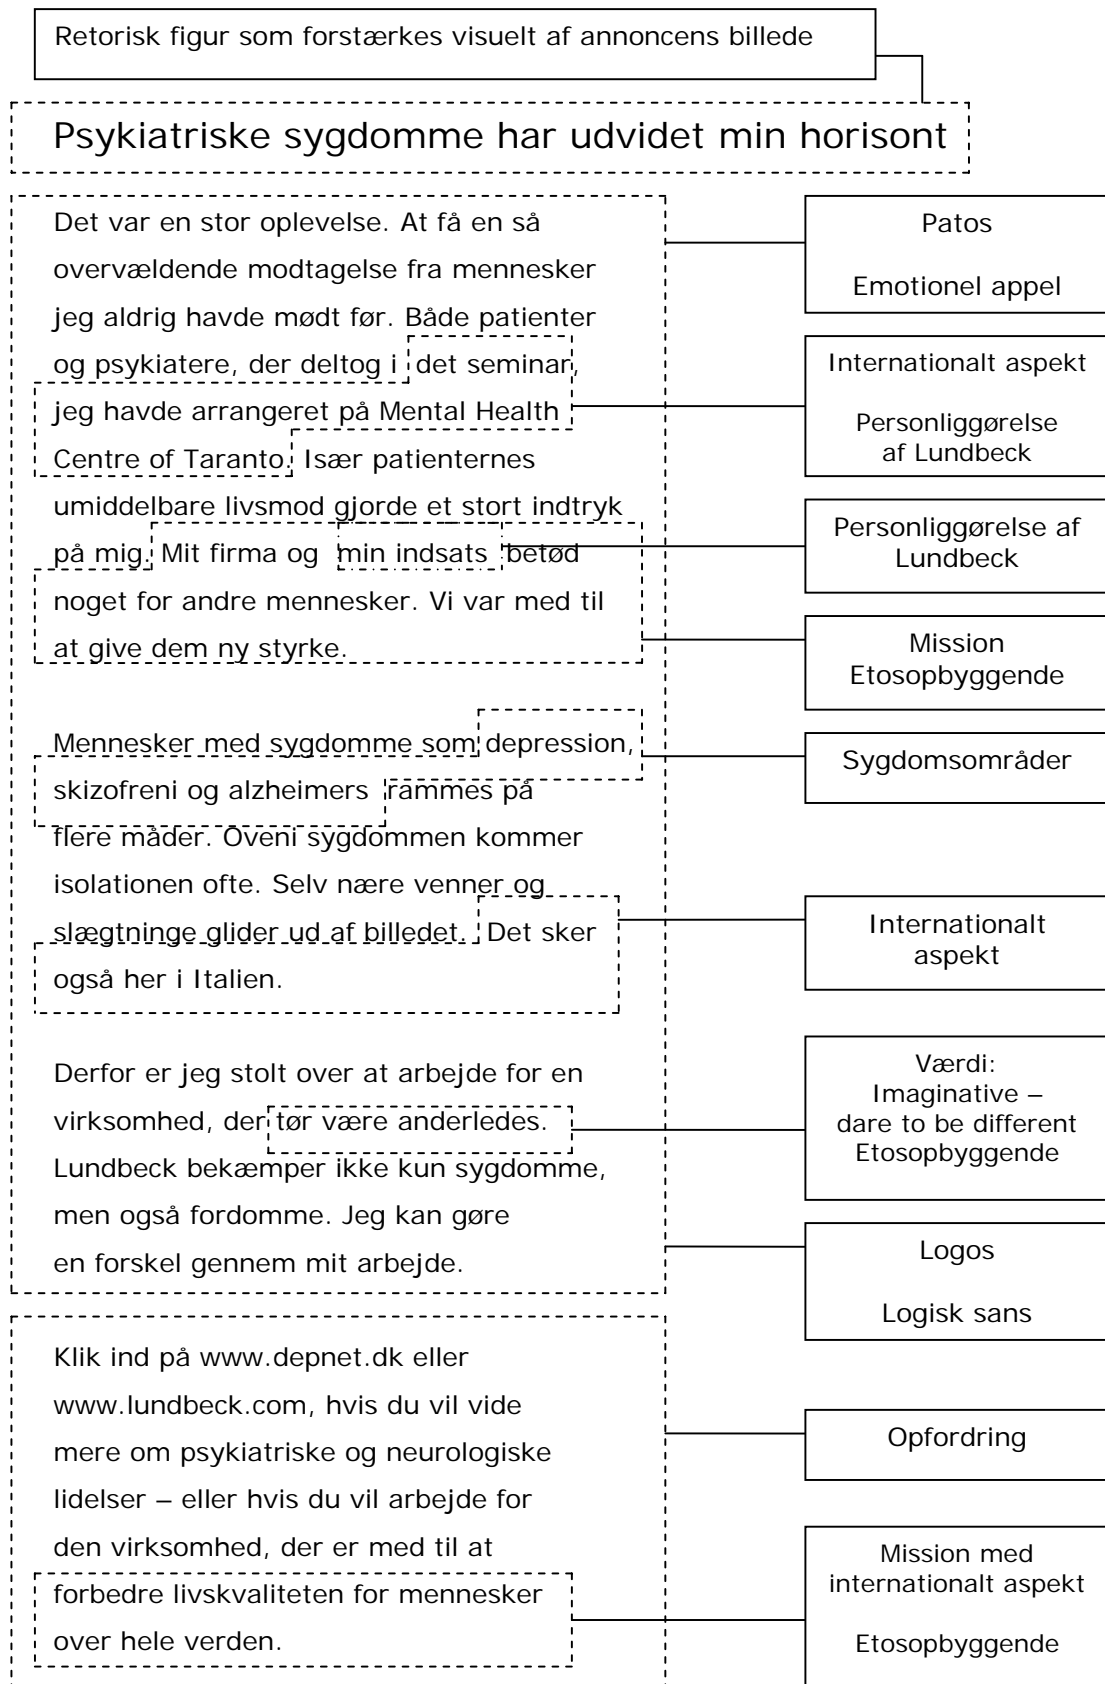 Retorisk figur som forstærkes visuelt af annoncens billede
Psykiatriske sygdomme har udvidet min horisont
Det var en stor oplevelse. At få en så
overvældende modtagelse fra mennesker
jeg aldrig havde mødt før. Både patienter
og psykiatere, der deltog i det seminar,
jeg havde arrangeret på Mental Health
Centre of Taranto. Især patienternes
umiddelbare livsmod gjorde et stort indtryk
på mig. Mit firma og min indsats betød
noget for andre mennesker. Vi var med til
at give dem ny styrke.
Mennesker med sygdomme som depression,
skizofreni og alzheimers rammes på
flere måder. Oveni sygdommen kommer
isolationen ofte. Selv nære venner og
slægtninge glider ud af billedet. Det sker
også her i Italien.
Derfor er jeg stolt over at arbejde for en
virksomhed, der tør være anderledes.
Lundbeck bekæmper ikke kun sygdomme,
men også fordomme. Jeg kan gøre
en forskel gennem mit arbejde.
Klik ind på www.depnet.dk eller
www.lundbeck.com, hvis du vil vide
mere om psykiatriske og neurologiske
lidelser – eller hvis du vil arbejde for
den virksomhed, der er med til at
forbedre livskvaliteten for mennesker
over hele verden.
Patos
Emotionel appel
Internationalt aspekt
Personliggørelse
af Lundbeck
Personliggørelse af
Lundbeck
Mission
Etosopbyggende
Sygdomsområder
Internationalt
aspekt
Værdi:
Imaginative –
dare to be different
Etosopbyggende
Logos
Logisk sans
Opfordring
Mission med
internationalt aspekt
Etosopbyggende